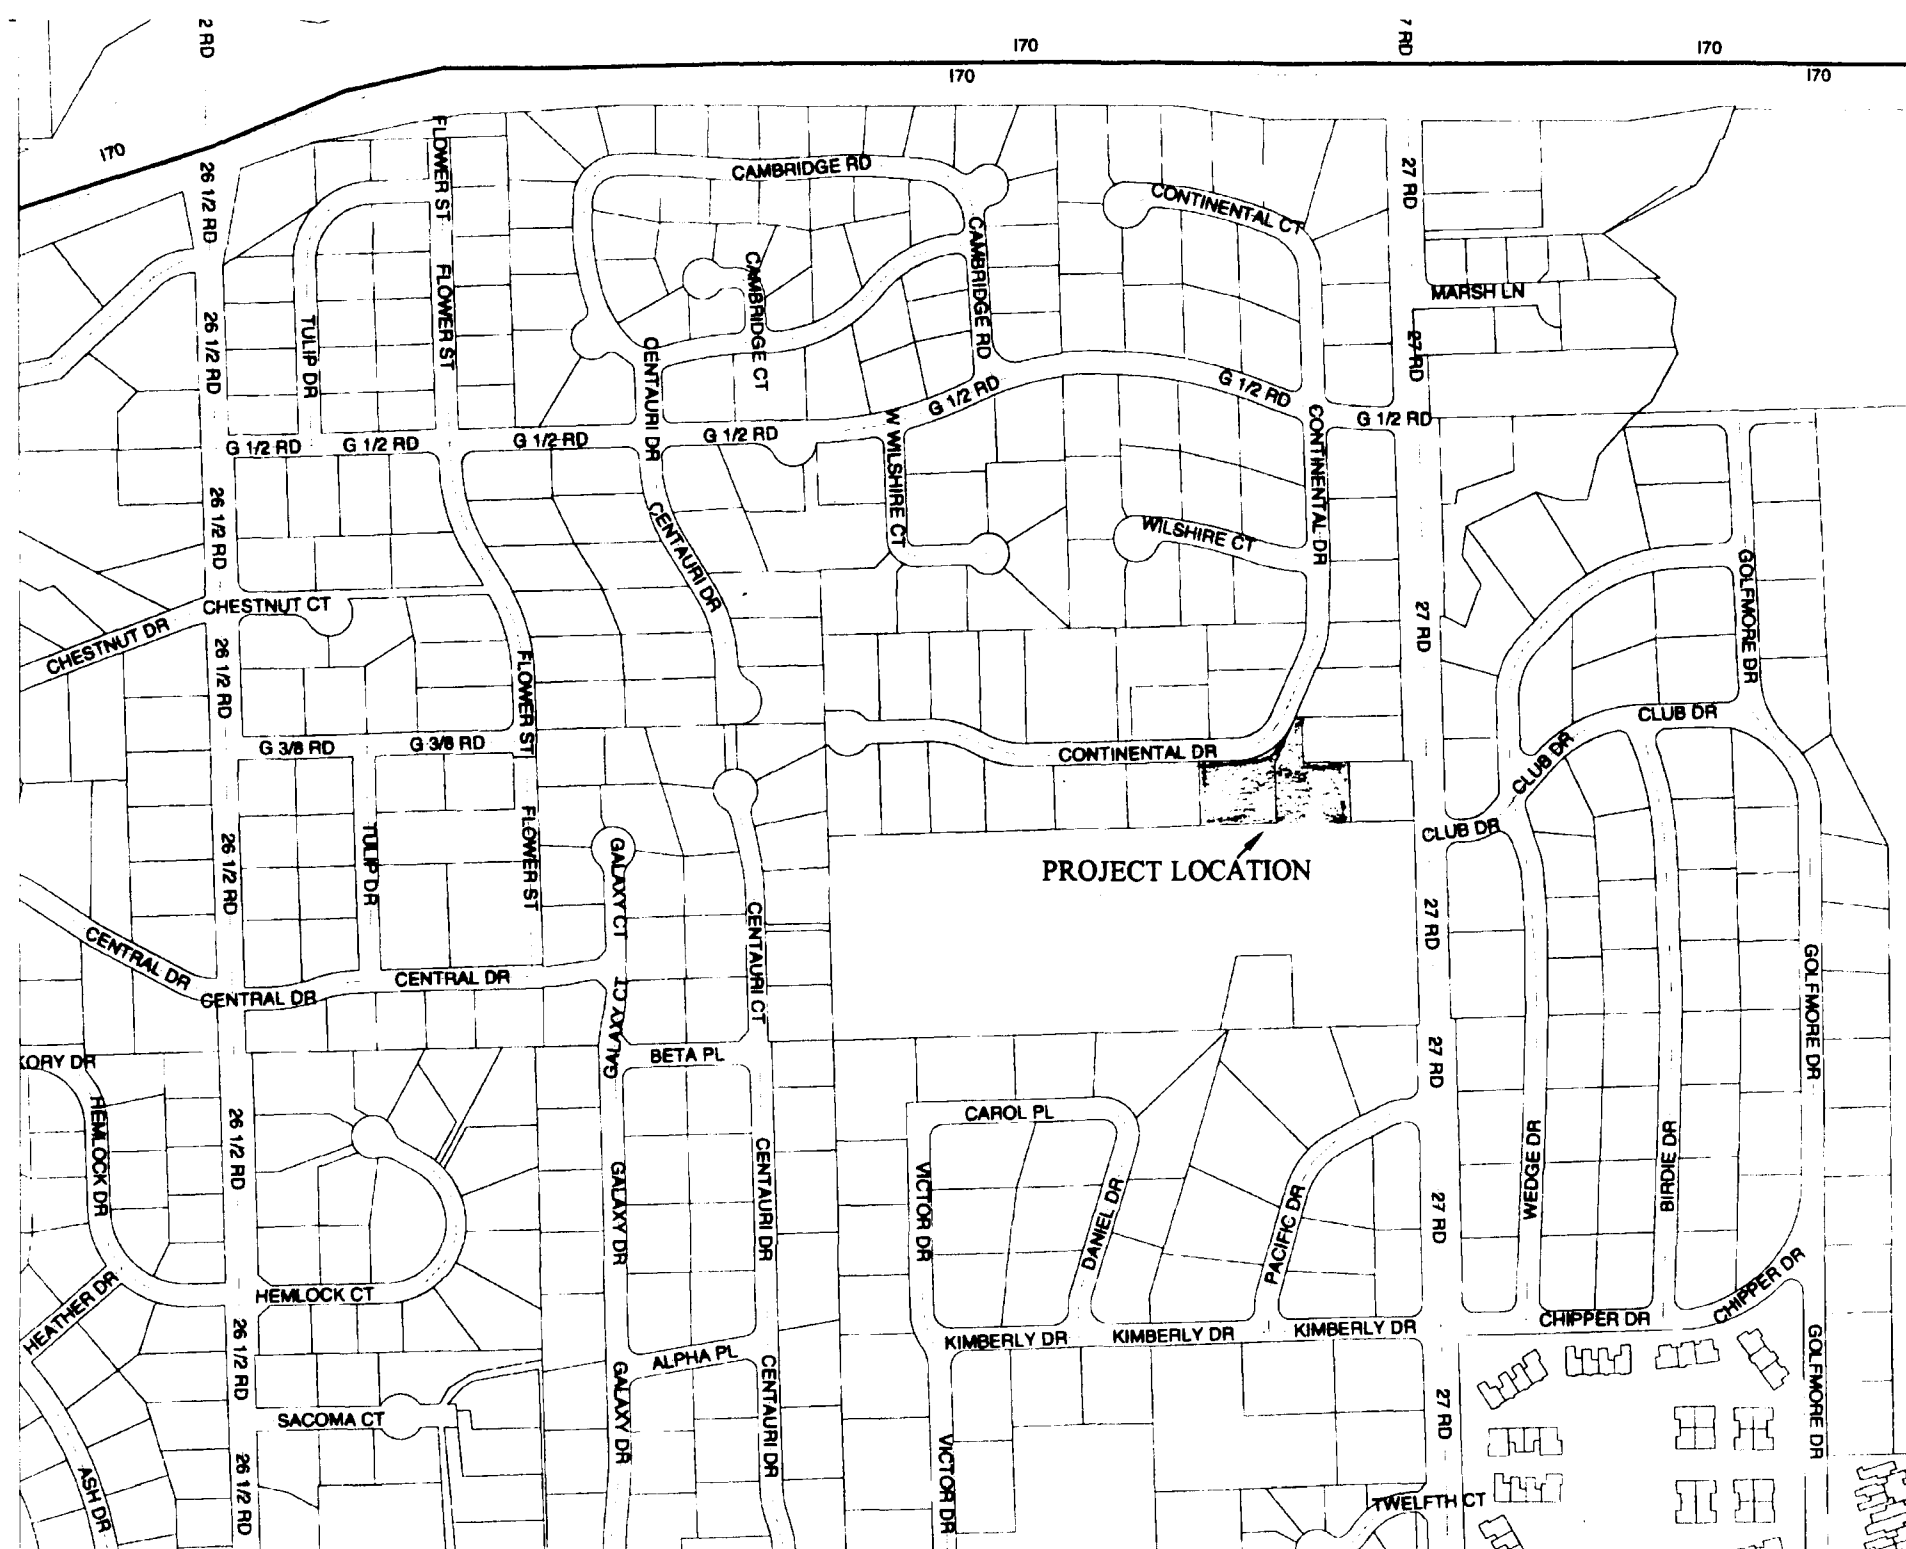 2 RD
7 RD
I70
I70
I70
I70
I70
26 1/2 RD
FLOWER ST
CAMBRIDGE RD
CONTINENTAL CT
27 RD
26 1/2 RD
TULIP DR
FLOWER ST
CAMBRIDGE CT
CAMBRIDGE RD
MARSH LN
27 RD
CENTAURI DR
G 1/2 RD
G 1/2 RD
G 1/2 RD
G 1/2 RD
G 1/2 RD
G 1/2 RD
G 1/2 RD
W WILSHIRE CT
CONTINENTAL DR
26 1/2 RD
CENTAURI DR
WILSHIRE CT
GOLFMORE DR
CHESTNUT CT
CHESTNUT DR
26 1/2 RD
27 RD
FLOWER ST
G 3/8 RD
G 3/8 RD
CONTINENTAL DR
CLUB DR
CLUB DR
CLUB DR
TULIP DR
26 1/2 RD
FLOWER ST
GALAXY CT
PROJECT LOCATION
27 RD
CENTAURI CT
CENTRAL DR
CENTRAL DR
CENTRAL DR
GALAXY CT
GOLFMORE DR
KORY DR
BETA PL
27 RD
HEMLOCK DR
26 1/2 RD
CAROL PL
GALAXY DR
CENTAURI DR
VICTOR DR
DANIEL DR
PACIFIC DR
27 RD
WEDGE DR
BIRDIE DR
HEATHER DR
HEMLOCK CT
KIMBERLY DR
KIMBERLY DR
KIMBERLY DR
CHIPPER DR
CHIPPER DR
26 1/2 RD
ALPHA PL
GALAXY DR
CENTAURI DR
GOLFMORE DR
SACOMA CT
27 RD
ASH DR
26 1/2 RD
VICTOR DR
TWELFTH CT